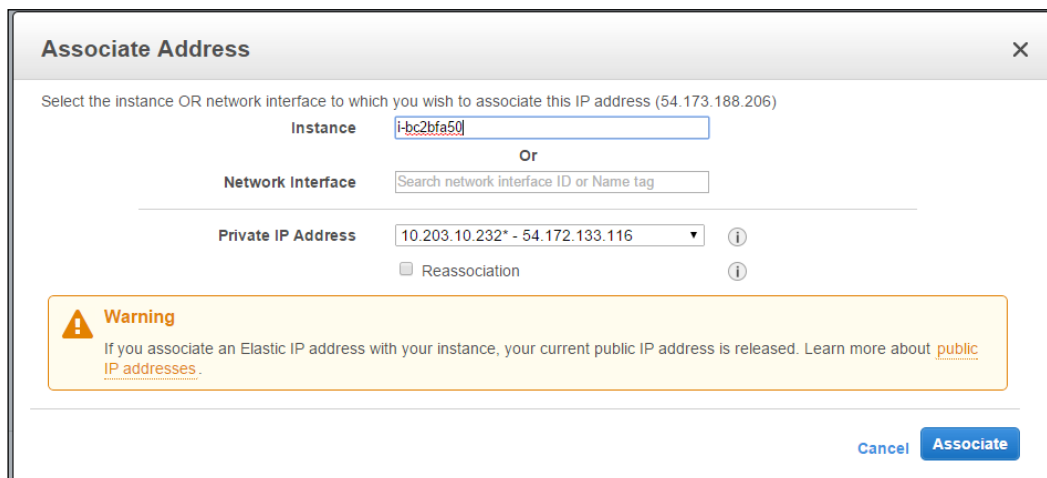 Associate Address
Select the instance OR network interface to which you wish to associate this IP address (54.173.188.206)
Instance
i-bc2bfa50
Or
Network Interface
Search network interface ID or Name tag
Private IP Address
10.203.10.232* - 54.172.133.116
Reassociation
Warning
If you associate an Elastic IP address with your instance, your current public IP address is released. Learn more about public
IP addresses.
Cancel
Associate